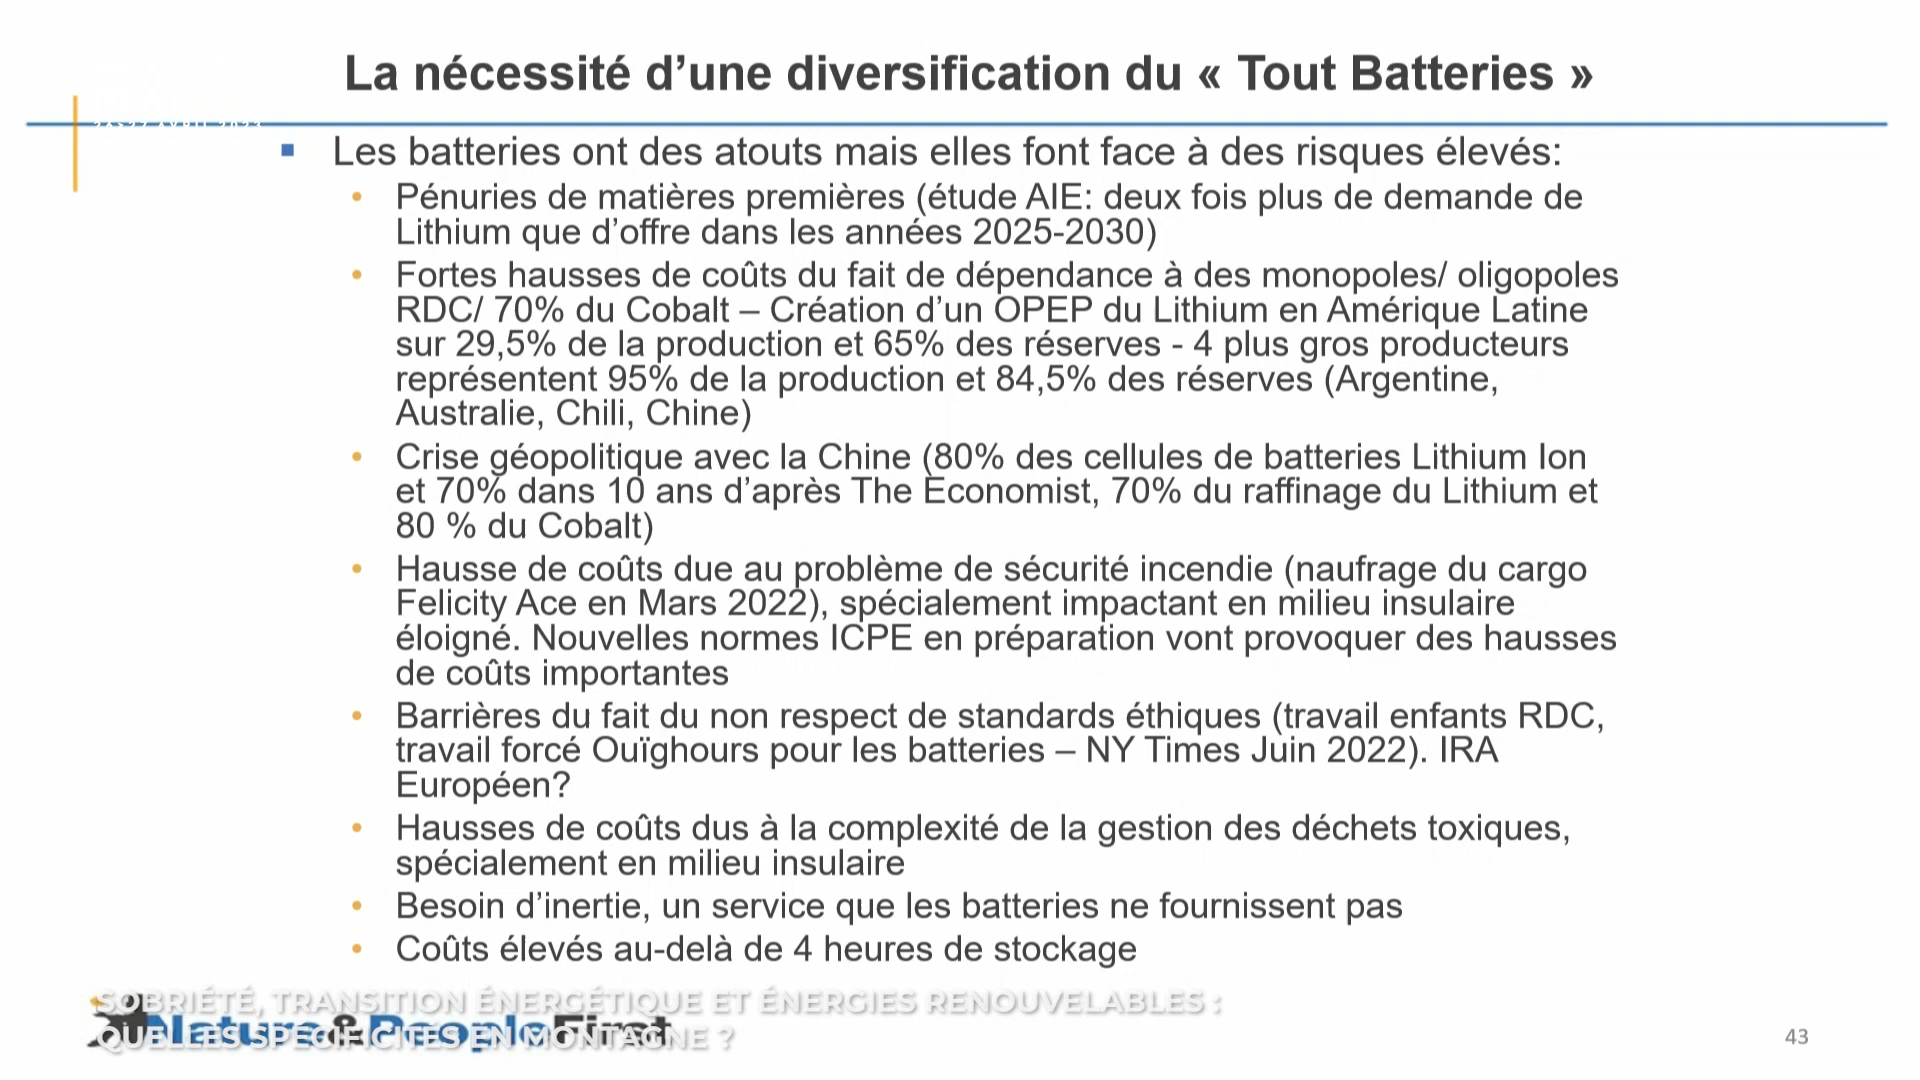 La nécessité d’une diversification du « Tout Batteries »
Les batteries ont des atouts mais elles font face à des risques élevés:
Pénuries de matières premières (étude AIE: deux fois plus de demande de
Lithium que d’offre dans les années 2025-2030)
Fortes hausses de coûts du fait de dépendance à des monopoles/ oligopoles
RDC/ 70% du Cobalt – Création d’un OPEP du Lithium en Amérique Latine
sur 29,5% de la production et 65% des réserves - 4 plus gros producteurs
représentent 95% de la production et 84,5% des réserves (Argentine,
Australie, Chili, Chine)
Crise géopolitique avec la Chine (80% des cellules de batteries Lithium Ion
et 70% dans 10 ans d’après The Economist, 70% du raffinage du Lithium et
80 % du Cobalt)
Hausse de coûts due au problème de sécurité incendie (naufrage du cargo
Felicity Ace en Mars 2022), spécialement impactant en milieu insulaire
éloigné. Nouvelles normes ICPE en préparation vont provoquer des hausses
de coûts importantes
Barrières du fait du non respect de standards éthiques (travail enfants RDC,
travail forcé Ouïghours pour les batteries – NY Times Juin 2022). IRA
Européen?
Hausses de coûts dus à la complexité de la gestion des déchets toxiques,
spécialement en milieu insulaire
Besoin d’inertie, un service que les batteries ne fournissent pas
Coûts élevés au-delà de 4 heures de stockage
SOBRIÉTÉ, TRANSITION ÉNERGÉTIQUE ET ÉNERGIES RENOUVELABLES :
QUELLES SPÉCIFICITÉS EN MONTAGNE ?
Nature&PeopleFirst
43